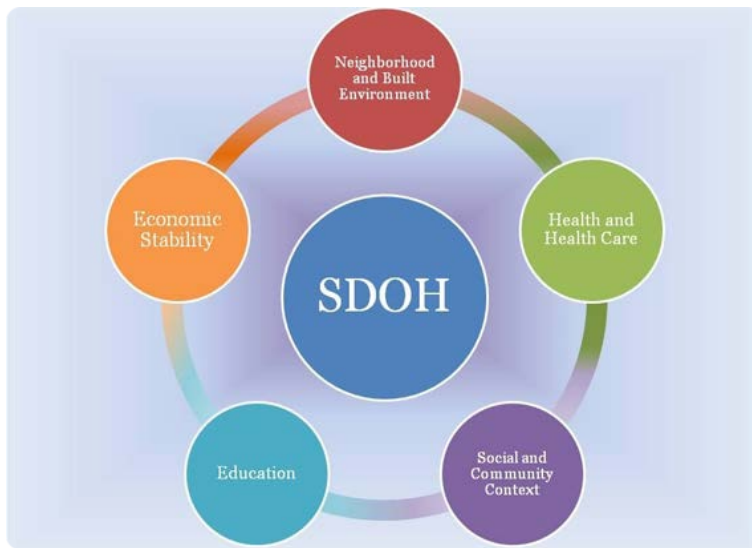 Neighborhood
and Built
Environment
Economic
Stability
Health and
Health Care
SDOH
Education
Social and
Community
Context